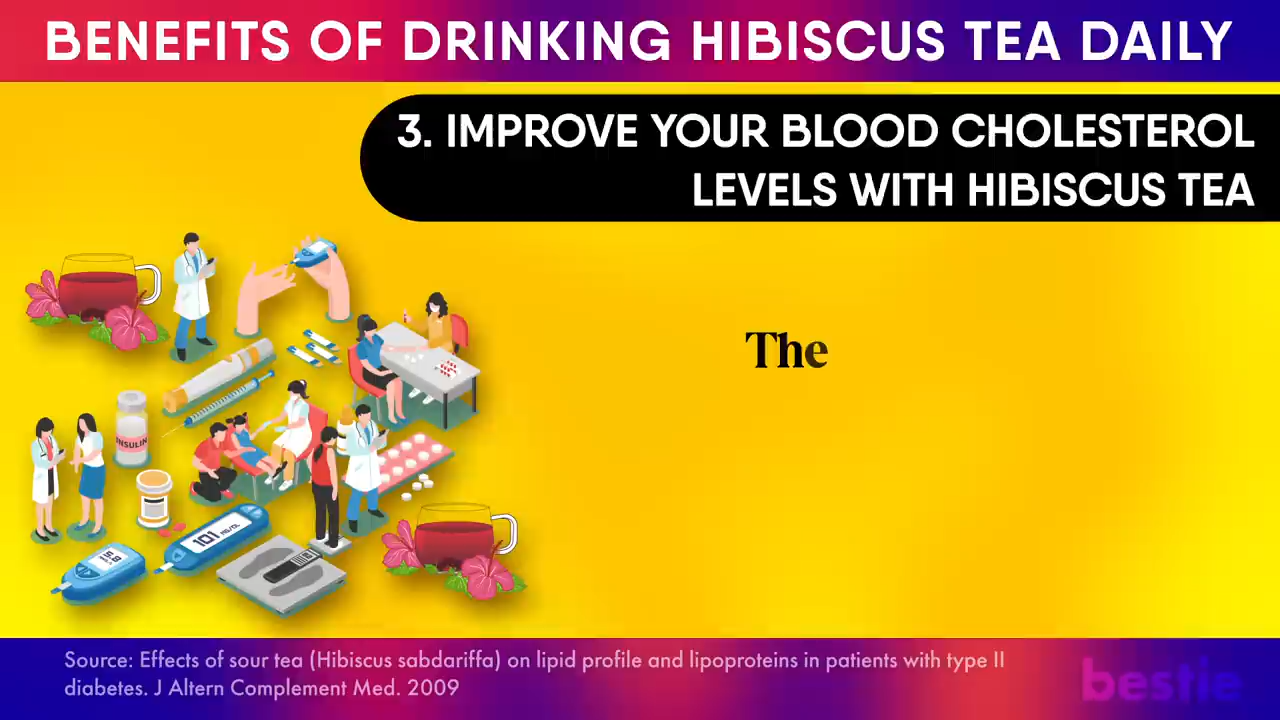 BENEFITS OF DRINKING HIBISCUS TEA DAILY
3. IMPROVE YOUR BLOOD CHOLESTEROL
LEVELS WITH HIBISCUS TEA
The
INSULIN
101 MG/DL
Source: Effects of sour tea (Hibiscus sabdariffa) on lipid profile and lipoproteins in patients with type II
diabetes. J Altern Complement Med. 2009
bestie